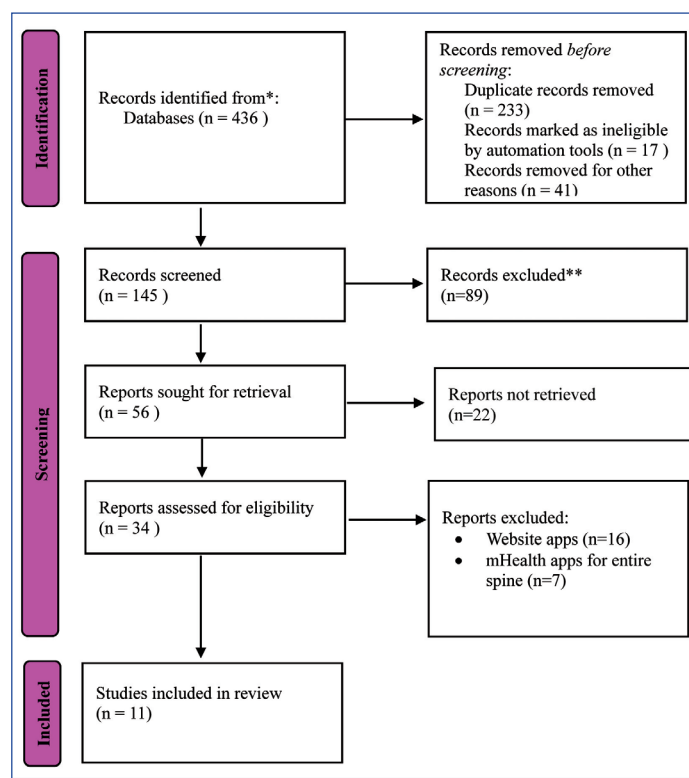 Identification
Records identified from*:
Databases (n = 436 )
Records removed before
screening:
Duplicate records removed
(n = 233)
Records marked as ineligible
by automation tools (n = 17 )
Records removed for other
reasons (n = 41)
Screening
Records screened
(n = 145 )
Records excluded**
(n=89)
Reports sought for retrieval
(n = 56 )
Reports not retrieved
(n=22)
Reports assessed for eligibility
(n = 34 )
Reports excluded:
• Website apps (n=16)
• mHealth apps for entire
spine (n=7)
Included
Studies included in review
(n = 11)